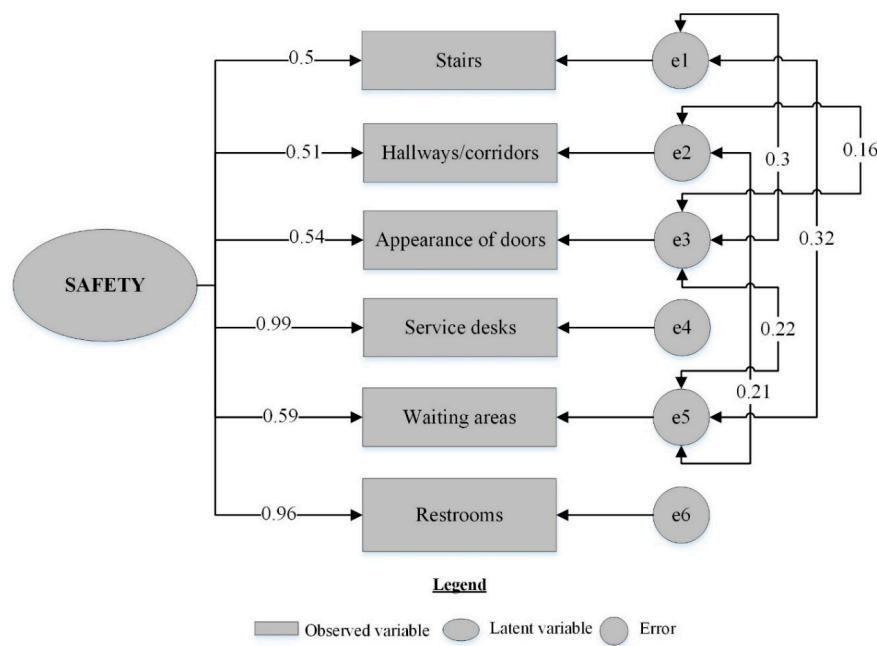 0.5
Stairs
e1
0.51
Hallways/corridors
e2
0.3
0.16
0.54
Appearance of doors
e3
0.32
SAFETY
0.99
Service desks
e4
0.22
0.21
0.59
Waiting areas
e5
0.96
Restrooms
e6
Legend
Observed variable
Latent variable
Error